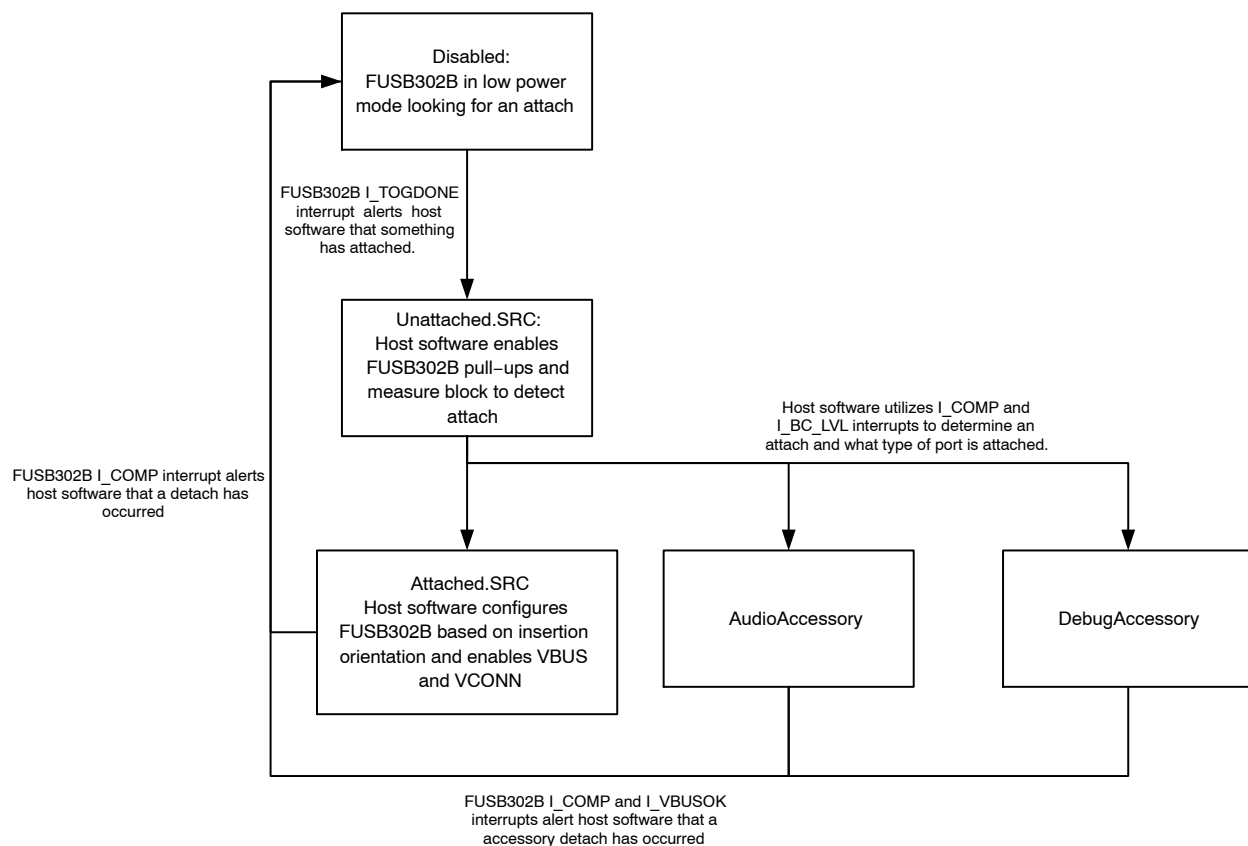 Disabled:
FUSB302B in low power
mode looking for an attach
FUSB302B I_TOGDONE
interrupt alerts host
software that something
has attached.
Unattached.SRC:
Host software enables
FUSB302B pull−ups and
measure block to detect
attach
Host software utilizes I_COMP and
I_BC_LVL interrupts to determine an
attach and what type of port is attached.
FUSB302B I_COMP interrupt alerts
host software that a detach has
occurred
Attached.SRC
Host software configures
FUSB302B based on insertion
orientation and enables VBUS
and VCONN
AudioAccessory
DebugAccessory
FUSB302B I_COMP and I_VBUSOK
interrupts alert host software that a
accessory detach has occurred